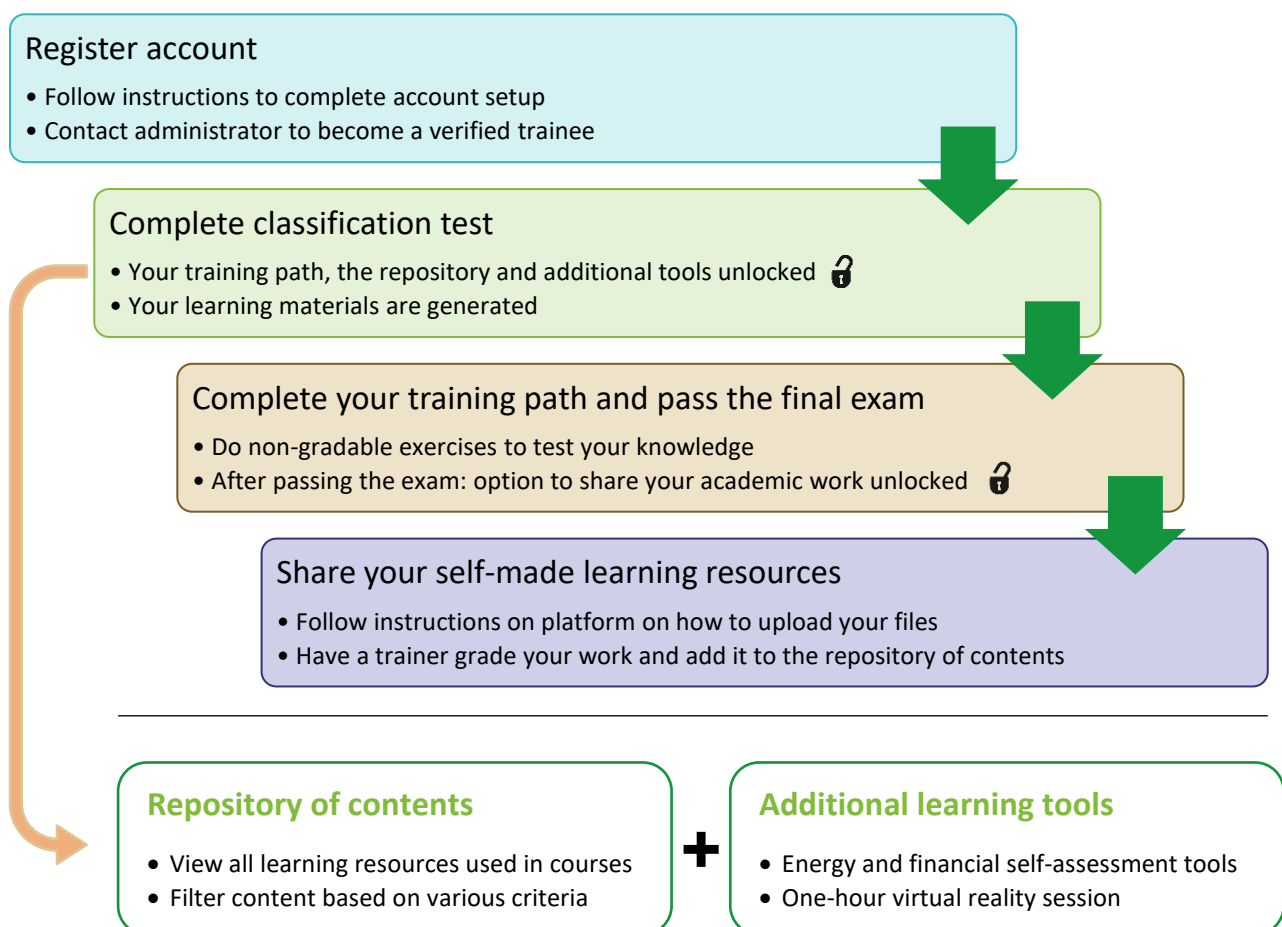 Register account
• Follow instructions to complete account setup
• Contact administrator to become a verified trainee
Complete classification test
• Your training path, the repository and additional tools unlocked
• Your learning materials are generated
Complete your training path and pass the final exam
• Do non-gradable exercises to test your knowledge
• After passing the exam: option to share your academic work unlocked
Share your self-made learning resources
• Follow instructions on platform on how to upload your files
• Have a trainer grade your work and add it to the repository of contents
Repository of contents
• View all learning resources used in courses
• Filter content based on various criteria
+
Additional learning tools
• Energy and financial self-assessment tools
• One-hour virtual reality session